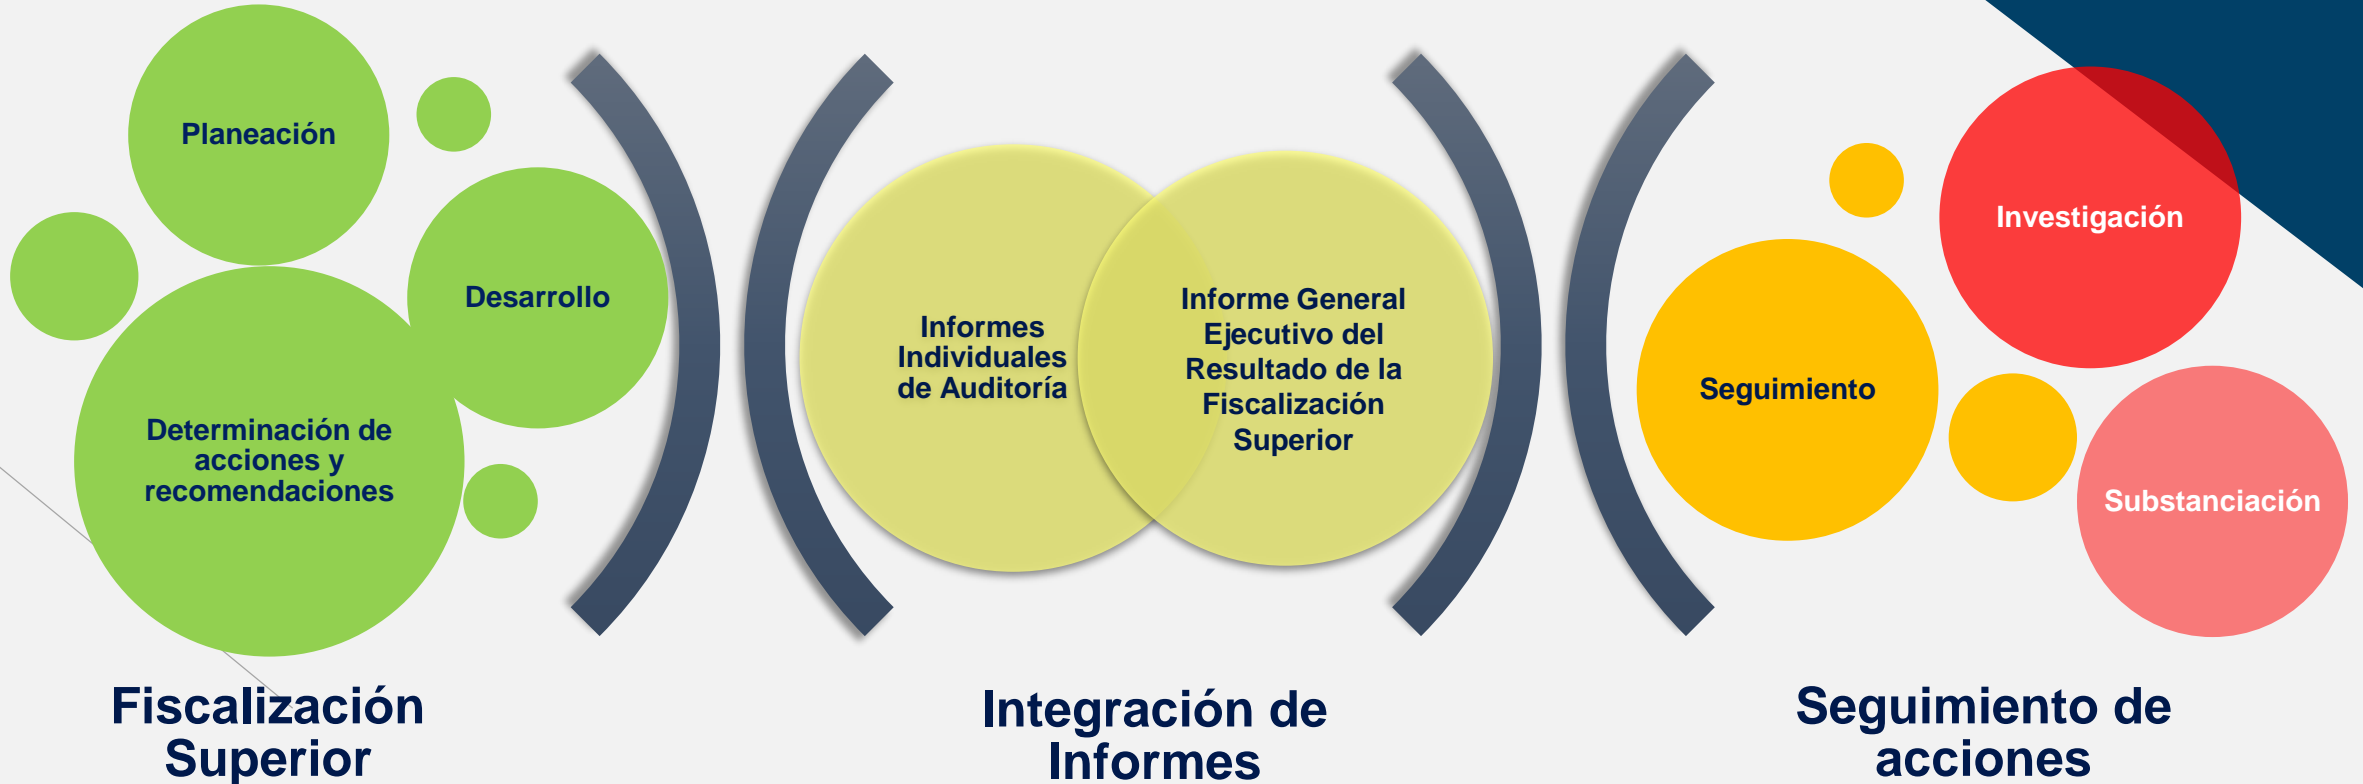 Planeación
Desarrollo
Determinación de
acciones y
recomendaciones
Fiscalización
Superior
Informes
Individuales
de Auditoría
Informe General
Ejecutivo del
Resultado de la
Fiscalización
Superior
Integración de
Informes
Investigación
Seguimiento
Substanciación
Seguimiento de
acciones